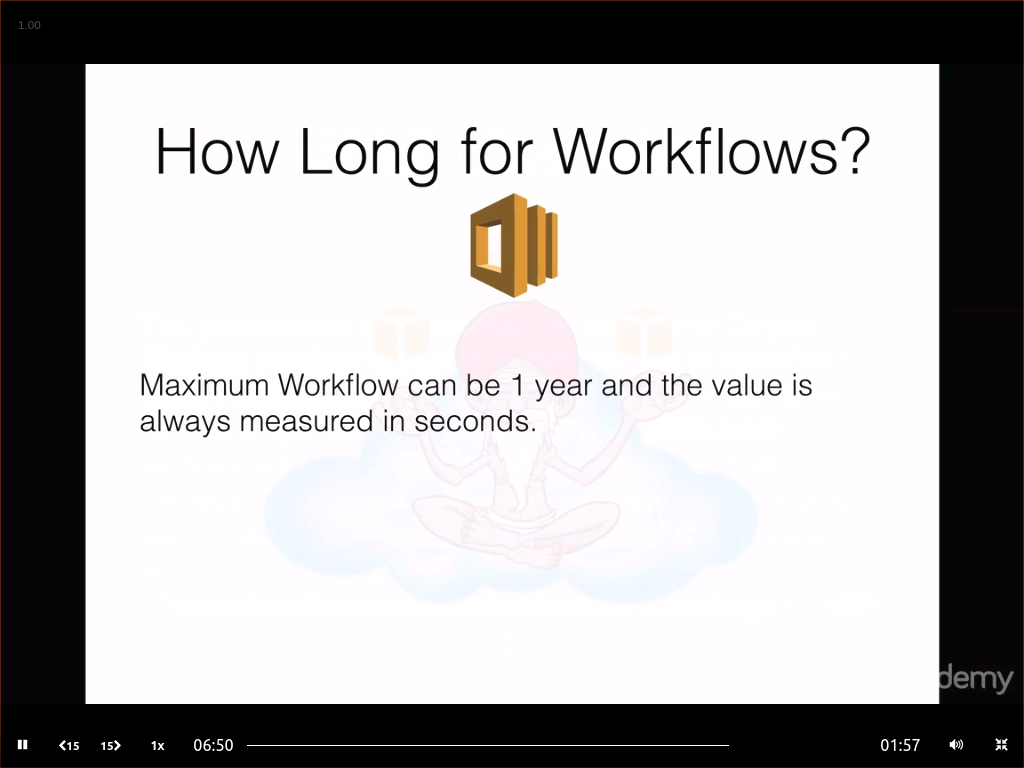 1.00
How Long for Workflows?
Maximum Workflow can be 1 year and the value is
always measured in seconds.
demy
15 15 1x 06:50 01:57